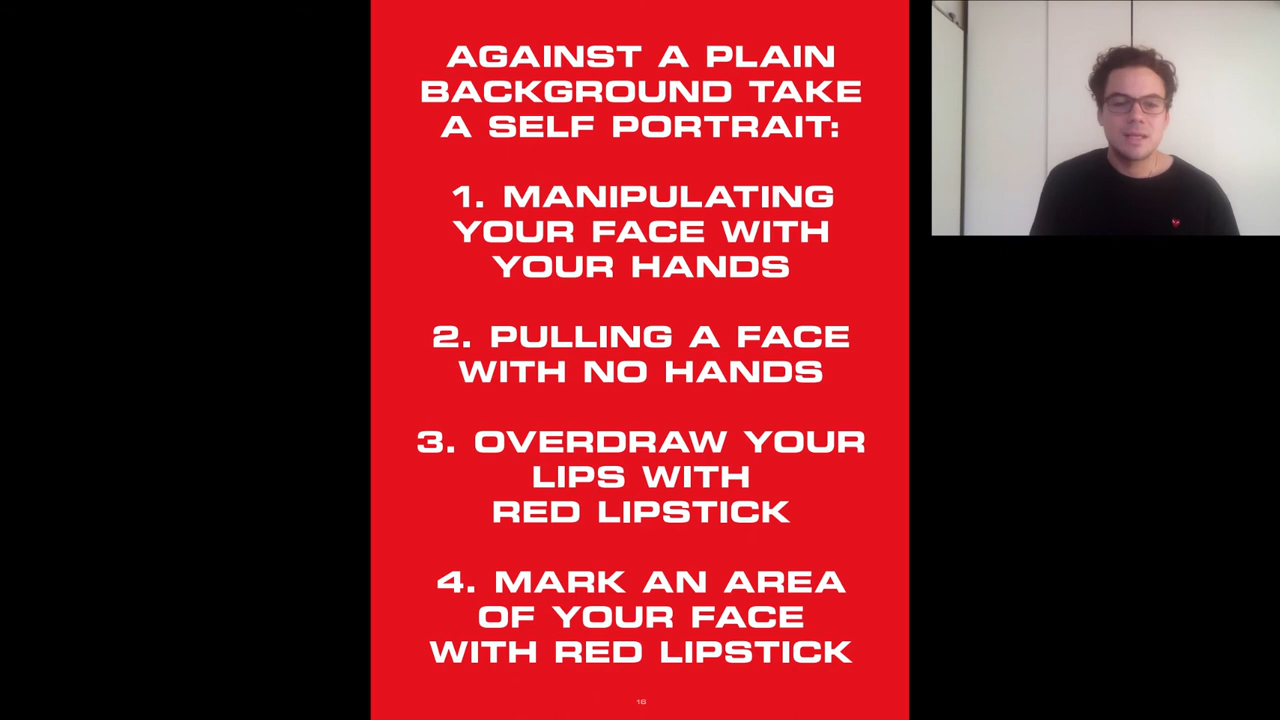 AGAINST A PLAIN
BACKGROUND TAKE
A SELF PORTRAIT:
1. MANIPULATING
YOUR FACE WITH
YOUR HANDS
2. PULLING A FACE
WITH NO HANDS
3. OVERDRAW YOUR
LIPS WITH
RED LIPSTICK
4. MARK AN AREA
OF YOUR FACE
WITH RED LIPSTICK
16